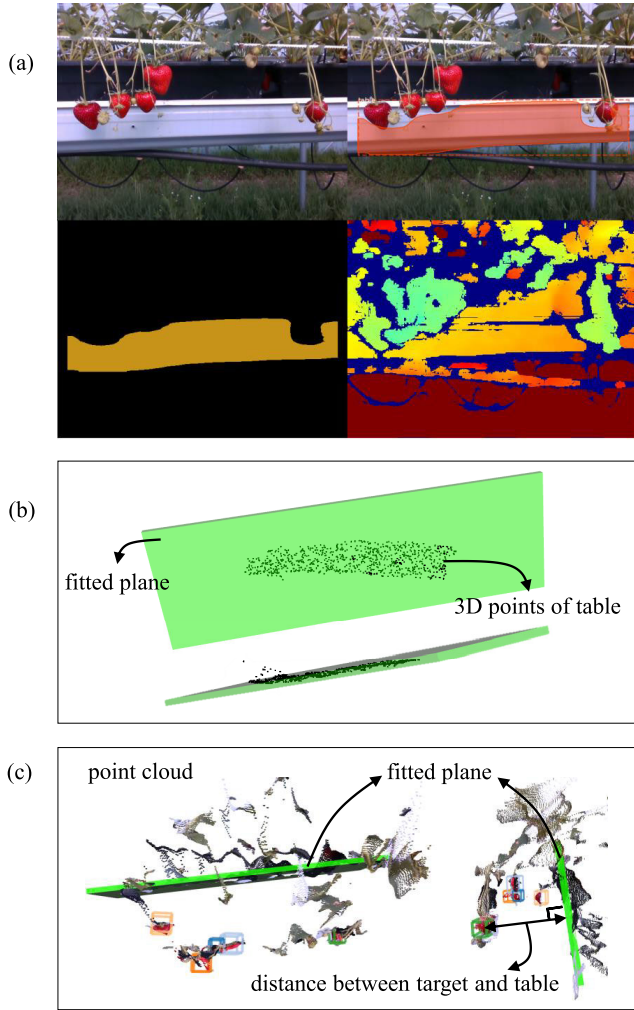 (a)
(b)
fitted plane
3D points of table
(c)
point cloud
fitted plane
distance between target and table